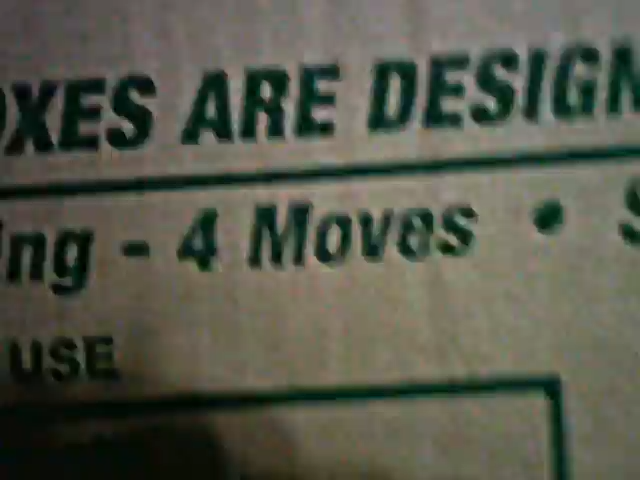 OXES ARE DESIGN
ing - 4 Moves • S
USE